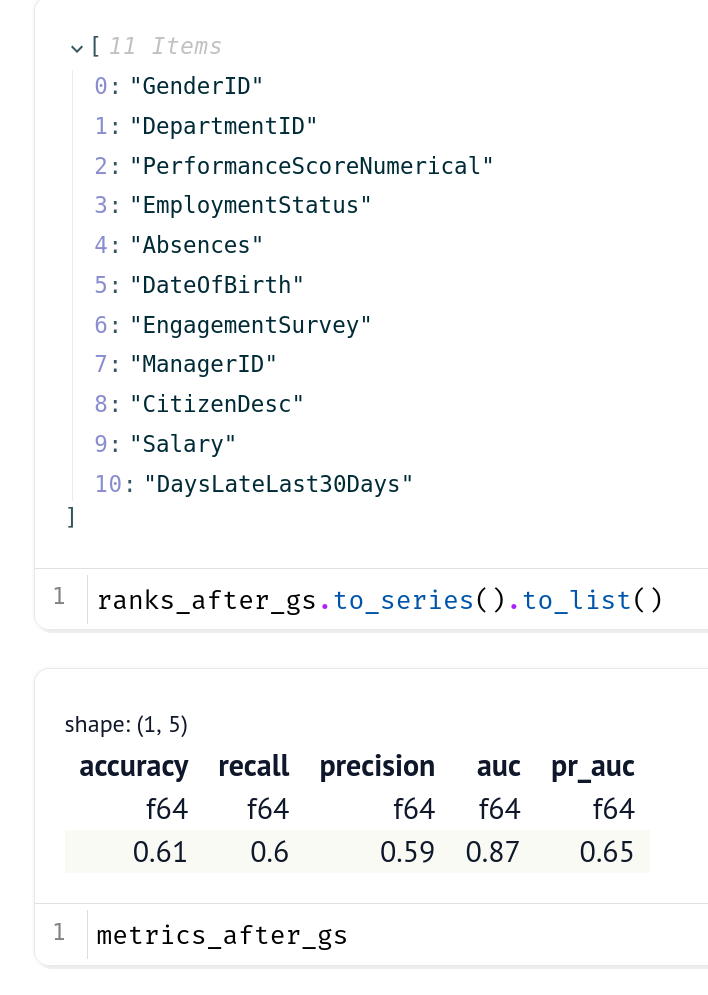 [ 11 Items
0: "GenderID"
1: "DepartmentID"
2: "PerformanceScoreNumerical"
3: "EmploymentStatus"
4: "Absences"
5: "DateOfBirth"
6: "EngagementSurvey"
7: "ManagerID"
8: "CitizenDesc"
9: "Salary"
10: "DaysLateLast30Days"
]
1 ranks_after_gs.to_series().to_list()
shape: (1, 5)
accuracy recall precision auc pr_auc
f64 f64 f64 f64 f64
0.61 0.6 0.59 0.87 0.65
1 metrics_after_gs